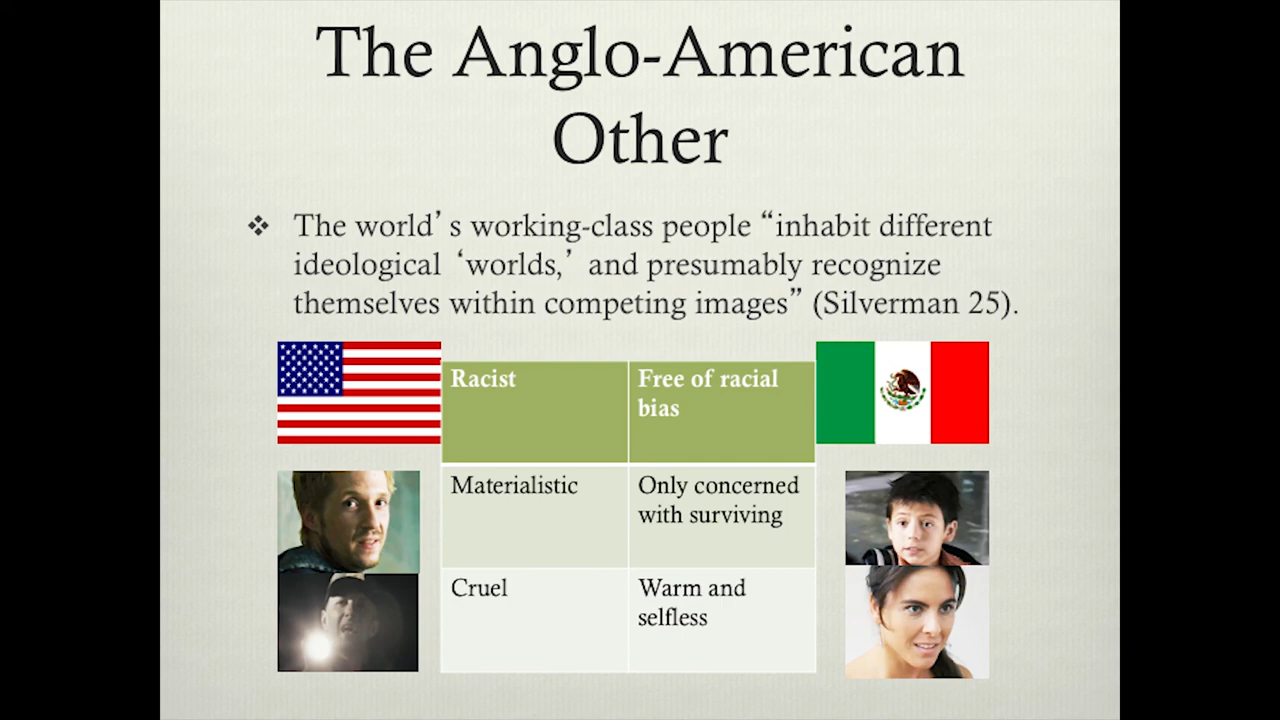 The Anglo-American
Other
❖ The world’s working-class people “inhabit different
ideological ‘worlds,’ and presumably recognize
themselves within competing images” (Silverman 25).
Racist
Free of racial
bias
Materialistic
Only concerned
with surviving
Cruel
Warm and
selfless